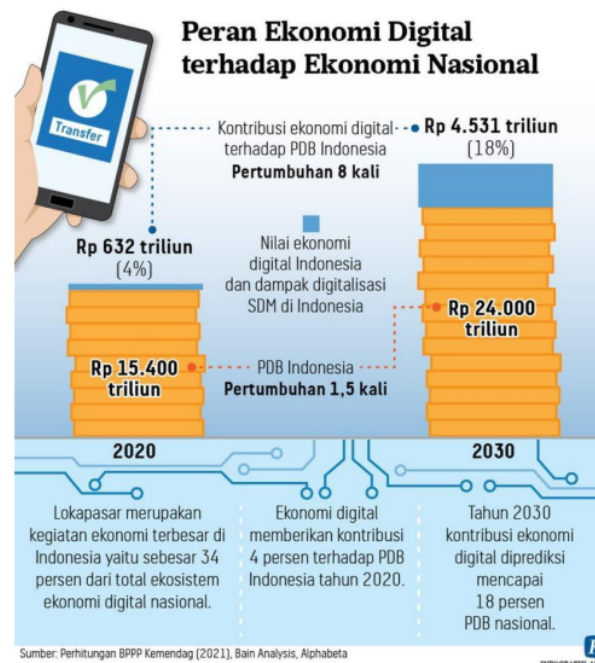 Peran Ekonomi Digital
terhadap Ekonomi Nasional
Transfer
Kontribusi ekonomi digital
terhadap PDB Indonesia
Pertumbuhan 8 kali
Rp 4.531 triliun
(18%)
Rp 632 triliun
(4%)
Nilai ekonomi
digital Indonesia
dan dampak digitalisasi
SDM di Indonesia
Rp 24.000
triliun
Rp 15.400
triliun
PDB Indonesia
Pertumbuhan 1,5 kali
2020
2030
Lokapasar merupakan
kegiatan ekonomi terbesar di
Indonesia yaitu sebesar 34
persen dari total ekosistem
ekonomi digital nasional.
Ekonomi digital
memberikan kontribusi
4 persen terhadap PDB
Indonesia tahun 2020.
Tahun 2030
kontribusi ekonomi
digital diprediksi
mencapai
18 persen
PDB nasional.
Sumber: Perhitungan BPPP Kemendag (2021), Bain Analysis, Alphabeta